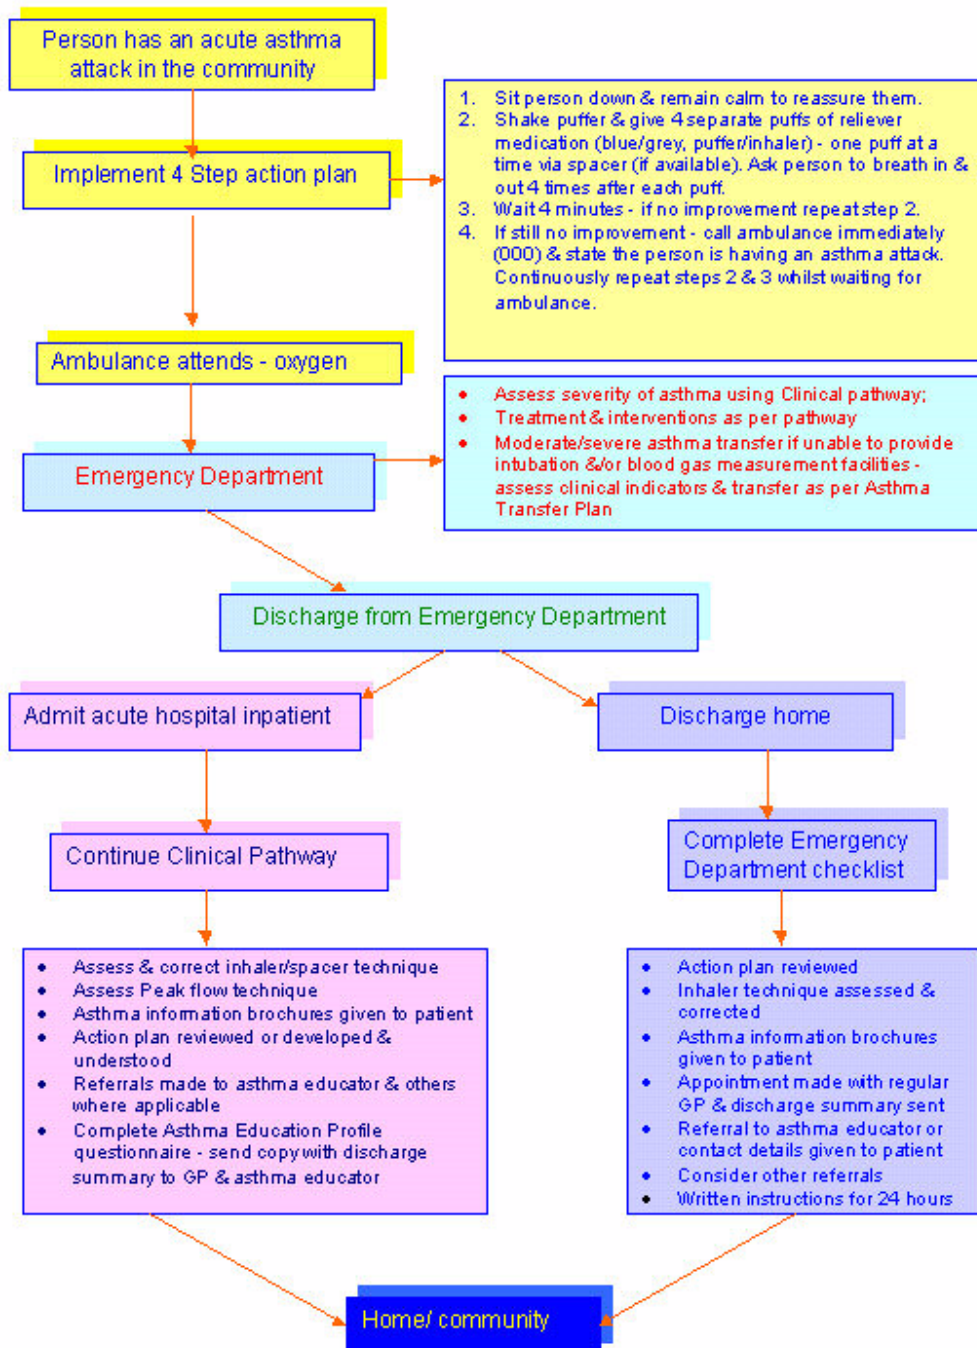 Person has an acute asthma
attack in the community
1. Sit person down & remain calm to reassure them.
2. Shake puffer & give 4 separate puffs of reliever
medication (blue/grey, puffer/inhaler) - one puff at a
time via spacer (if available). Ask person to breath in &
out 4 times after each puff.
3. Wait 4 minutes - if no improvement repeat step 2.
4. If still no improvement - call ambulance immediately
(000) & state the person is having an asthma attack.
Continuously repeat steps 2 & 3 whilst waiting for
ambulance.
Implement 4 Step action plan
Ambulance attends - oxygen
• Assess severity of asthma using Clinical pathway;
• Treatment & interventions as per pathway
• Moderate/severe asthma transfer if unable to provide
intubation &/or blood gas measurement facilities -
assess clinical indicators & transfer as per Asthma
Transfer Plan
Emergency Department
Discharge from Emergency Department
Admit acute hospital inpatient
Discharge home
Continue Clinical Pathway
Complete Emergency
Department checklist
• Assess & correct inhaler/spacer technique
• Assess Peak flow technique
• Asthma information brochures given to patient
• Action plan reviewed or developed &
understood
• Referrals made to asthma educator & others
where applicable
• Complete Asthma Education Profile
questionnaire - send copy with discharge
summary to GP & asthma educator
• Action plan reviewed
• Inhaler technique assessed &
corrected
• Asthma information brochures
given to patient
• Appointment made with regular
GP & discharge summary sent
• Referral to asthma educator or
contact details given to patient
• Consider other referrals
• Written instructions for 24 hours
Home/ community